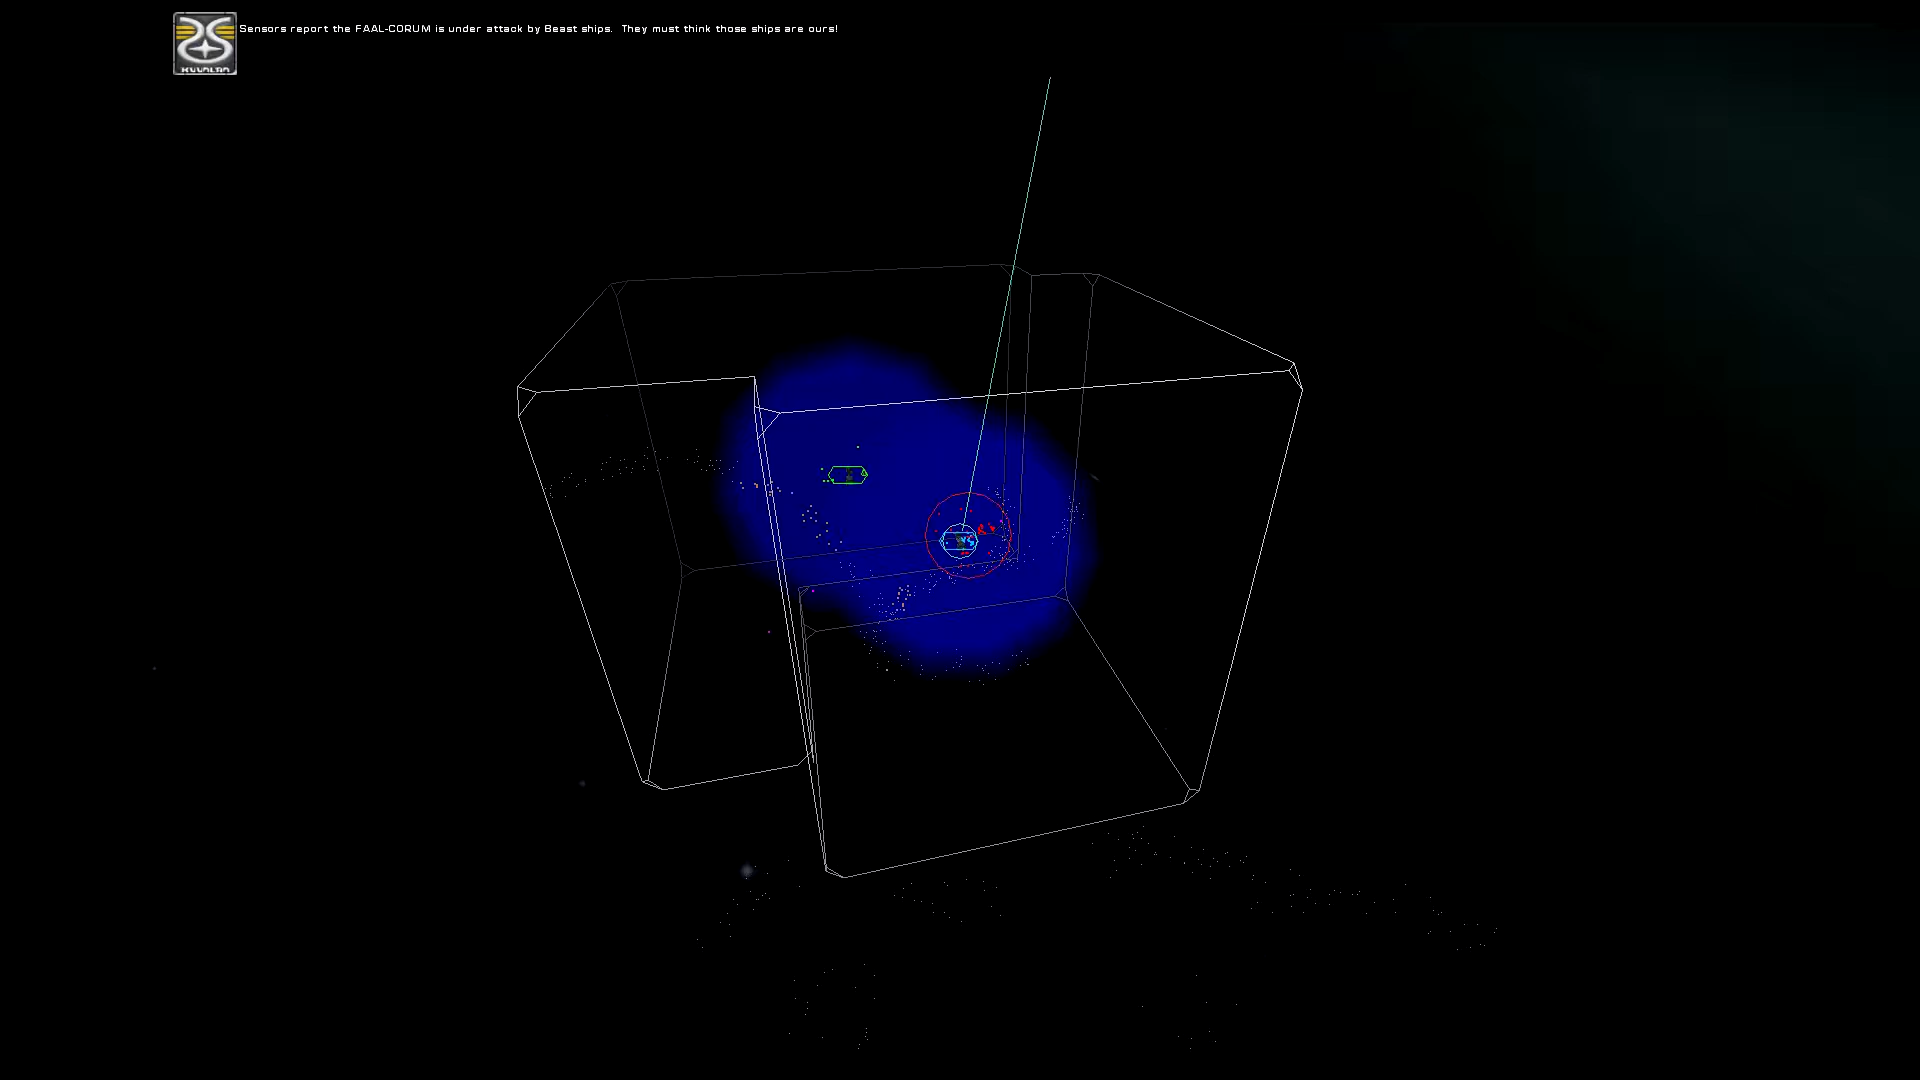 Sensors report the FAAL-CORUM is under attack by Beast ships.  They must think those ships are ours!